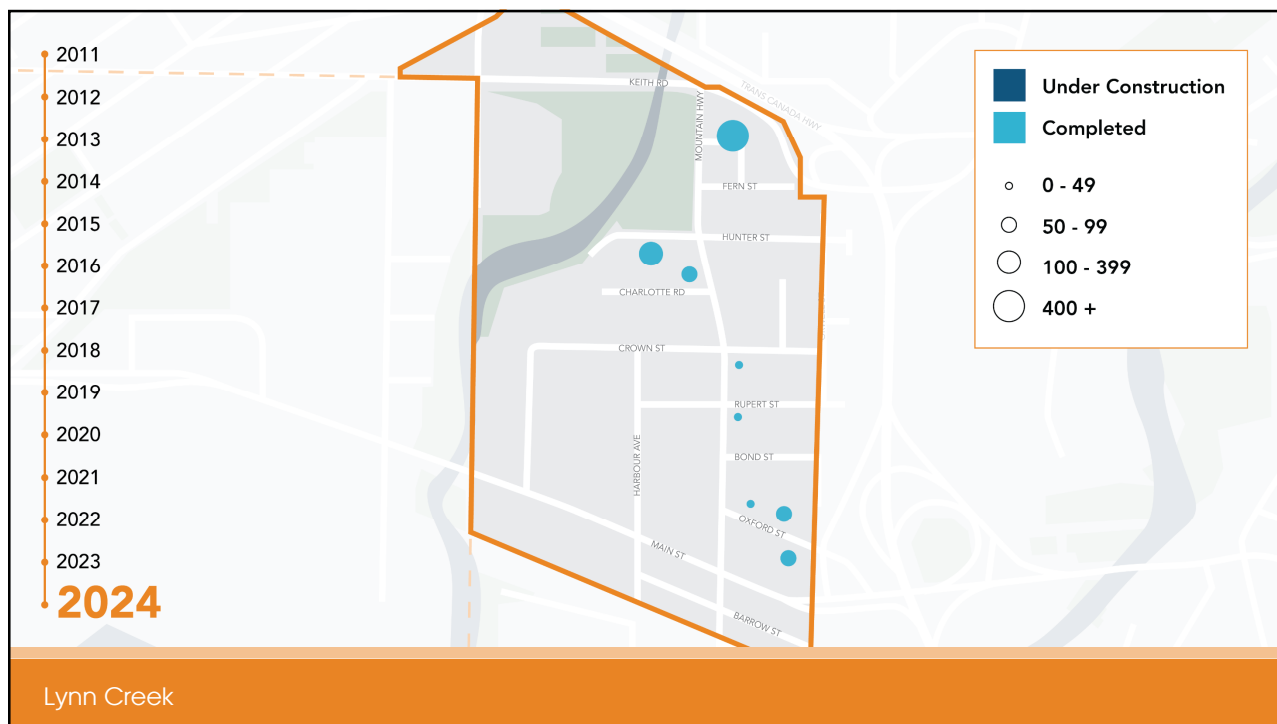 2011
2012
2013
2014
2015
2016
2017
2018
2019
2020
2021
2022
2023
2024
KEITH RD
TRANS CANADA HWY
MOUNTAIN HWY
FERN ST
HUNTER ST
CHARLOTTE RD
CROWN ST
RUPERT ST
HARBOUR AVE
BOND ST
OXFORD ST
MAIN ST
BARROW ST
Under Construction
Completed
0 - 49
50 - 99
100 - 399
400 +
Lynn Creek